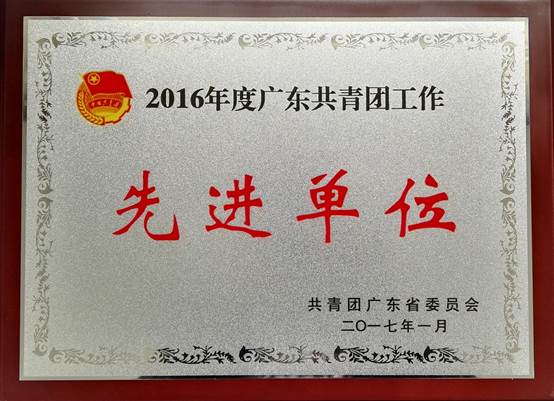 2016年度广东共青团工作
先进单位
共青团广东省委员会
二〇一七年一月